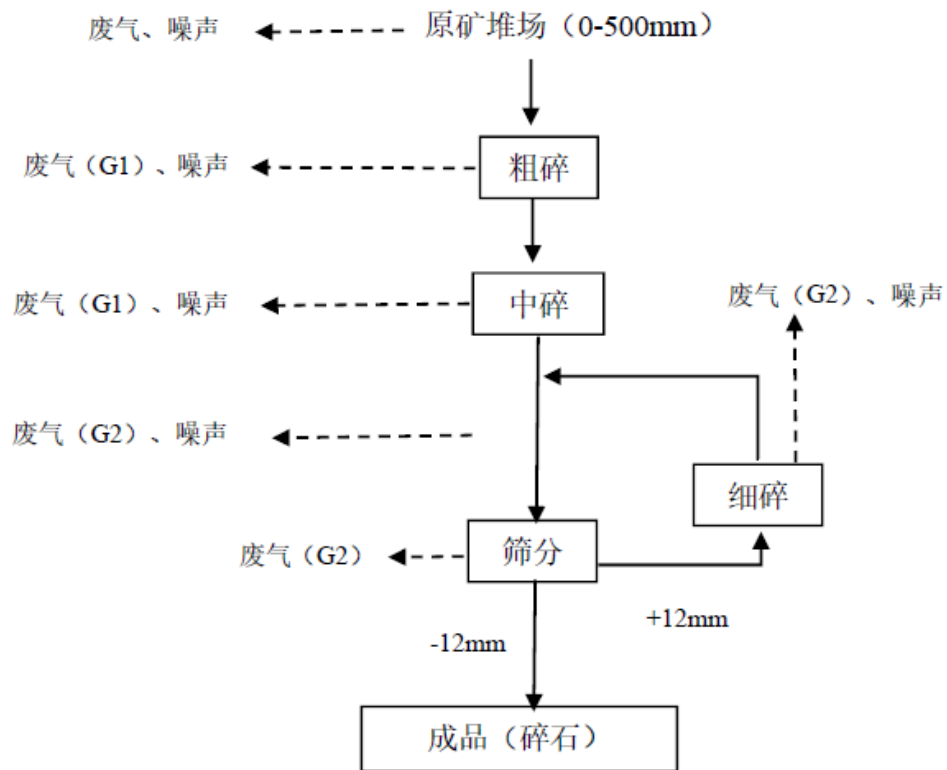 废气、噪声
原矿堆场（0-500mm）
废气（G1）、噪声
粗碎
废气（G1）、噪声
中碎
废气（G2）、噪声
废气（G2）、噪声
细碎
废气（G2）
筛分
+12mm
-12mm
成品（碎石）